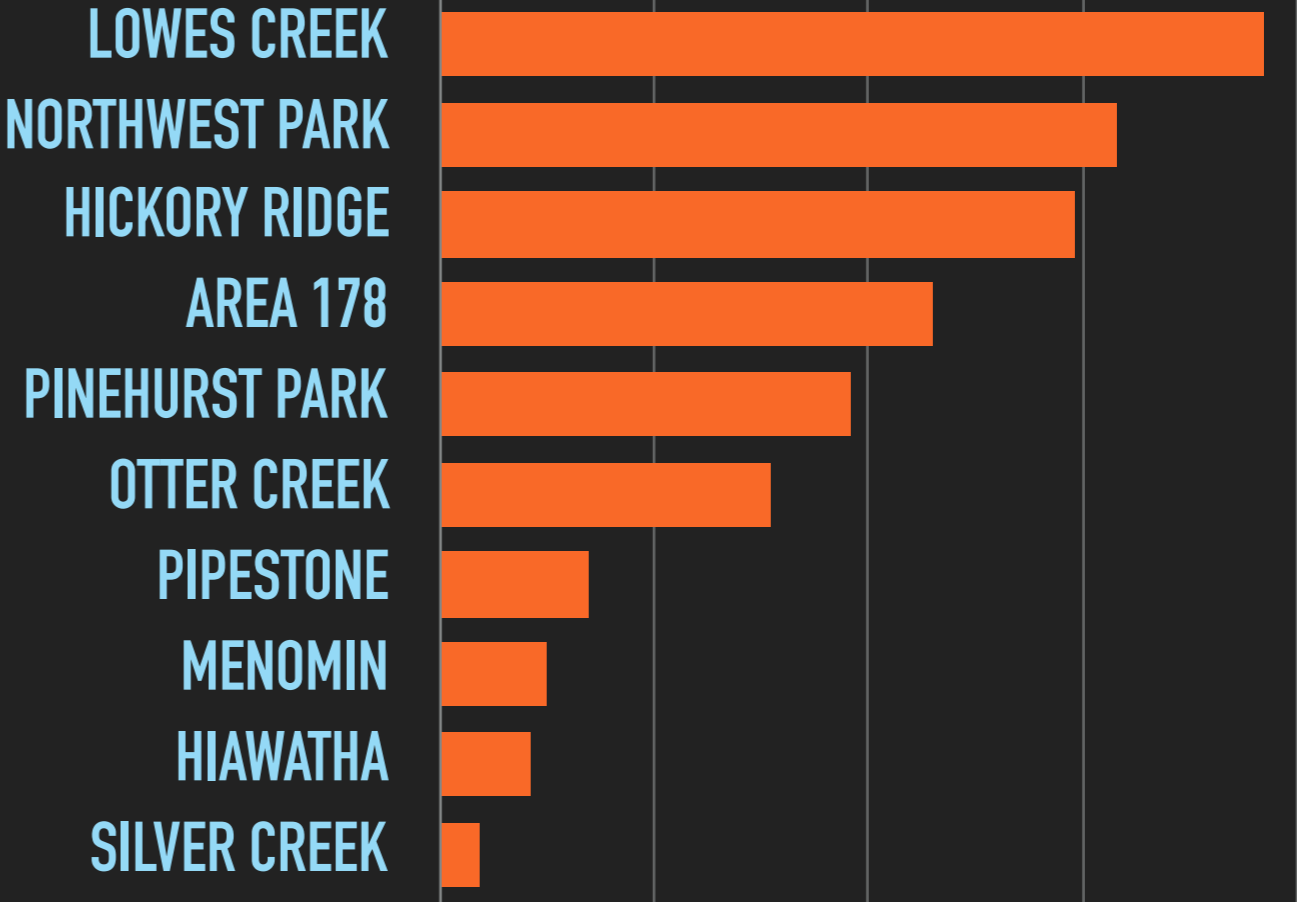 LOWES CREEK
NORTHWEST PARK
HICKORY RIDGE
AREA 178
PINEHURST PARK
OTTER CREEK
PIPESTONE
MENOMIN
HIAWATHA
SILVER CREEK